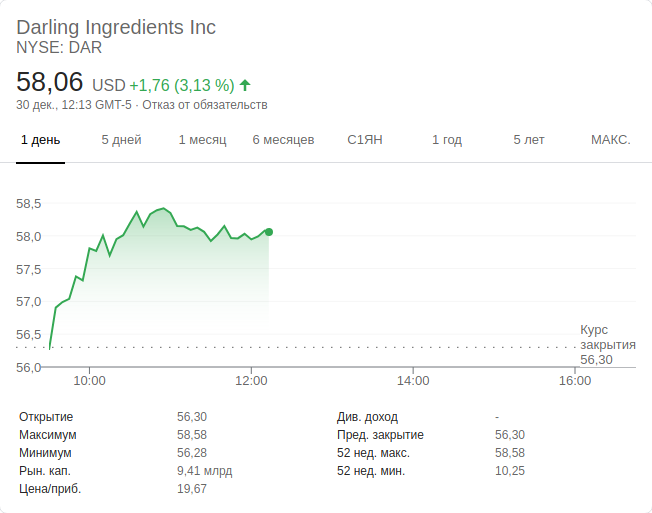 Darling Ingredients Inc
NYSE: DAR
58,06 USD +1,76 (3,13 %)
30 дек., 12:13 GMT-5 · Отказ от обязательств
1 день 5 дней 1 месяц 6 месяцев С1ЯН 1 год 5 лет МАКС.
58,5
58,0
57,5
57,0
56,5
56,0
Курс
закрытия
56,30
10:00 12:00 14:00 16:00
Открытие 56,30 Див. доход -
Максимум 58,58 Пред. закрытие 56,30
Минимум 56,28 52 нед. макс. 58,58
Рын. кап. 9,41 млрд 52 нед. мин. 10,25
Цена/приб. 19,67